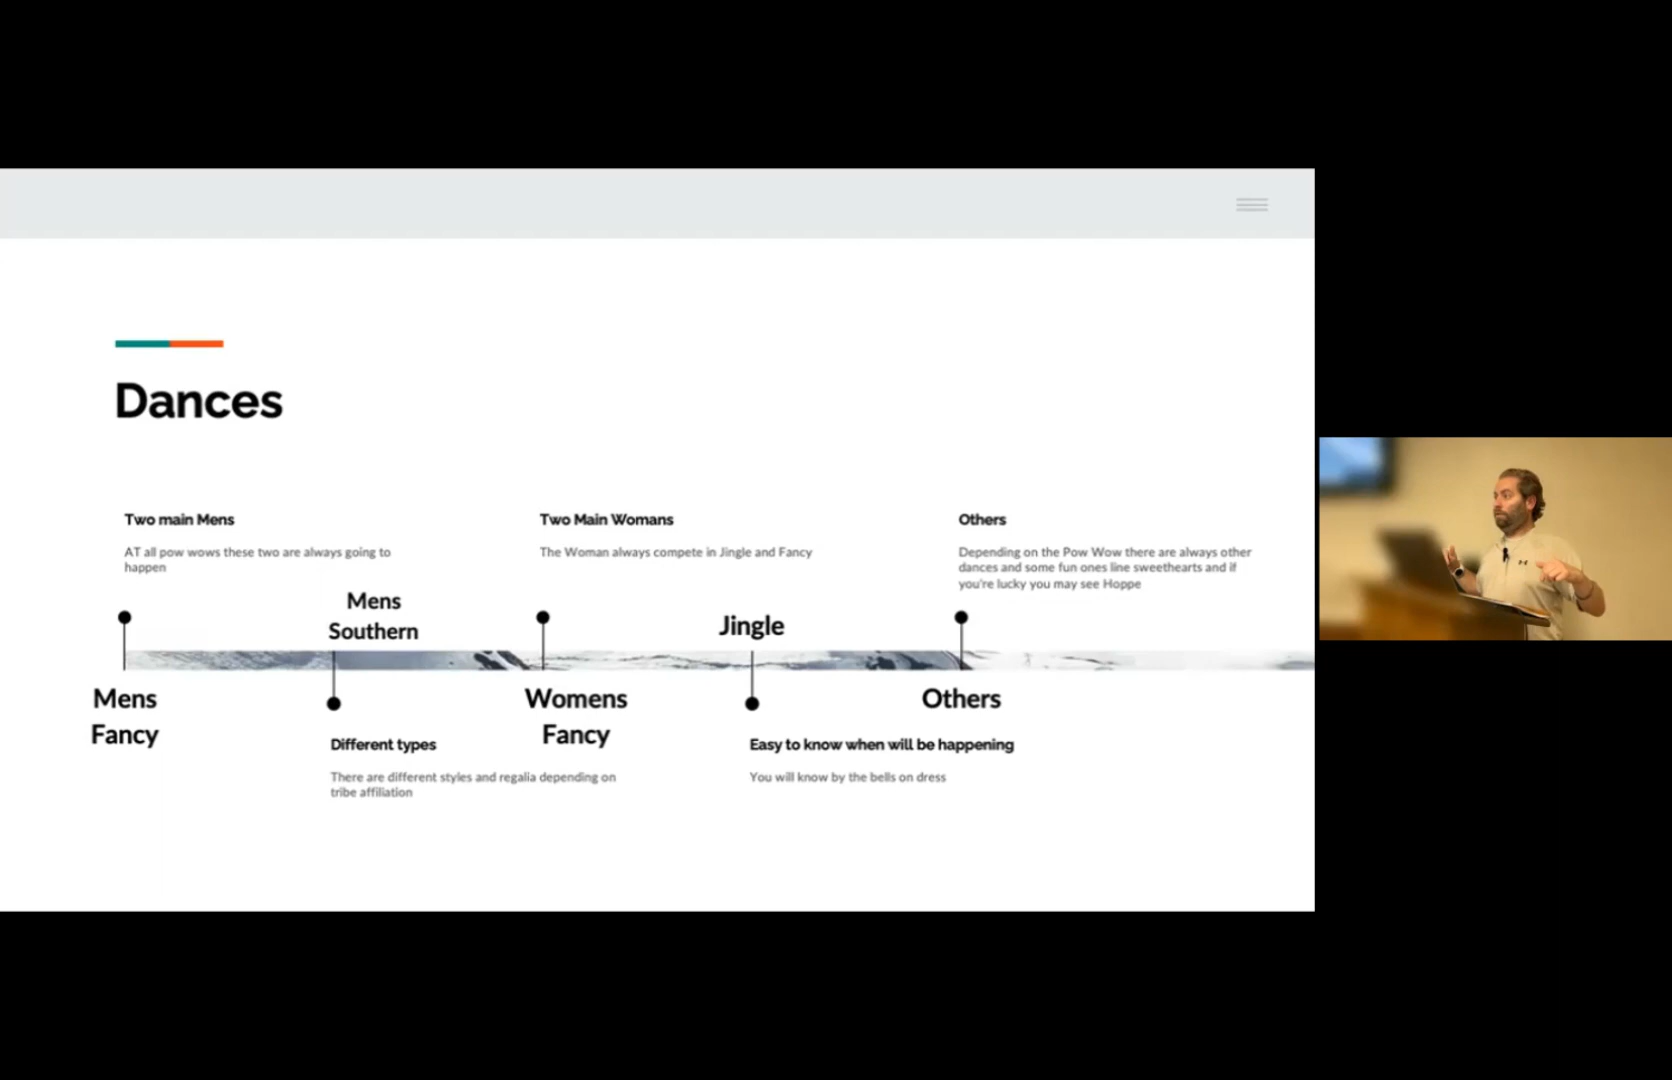 Dances
Two main Mens
AT all pow wows these two are always going to
happen
Two Main Womans
The Woman always compete in Jingle and Fancy
Others
Depending on the Pow Wow there are always other
dances and some fun ones line sweethearts and if
you're lucky you may see Hoppe
Mens
Southern
Jingle
Mens
Fancy
Womens
Fancy
Others
Different types
There are different styles and regalia depending on
tribe affiliation
Easy to know when will be happening
You will know by the bells on dress